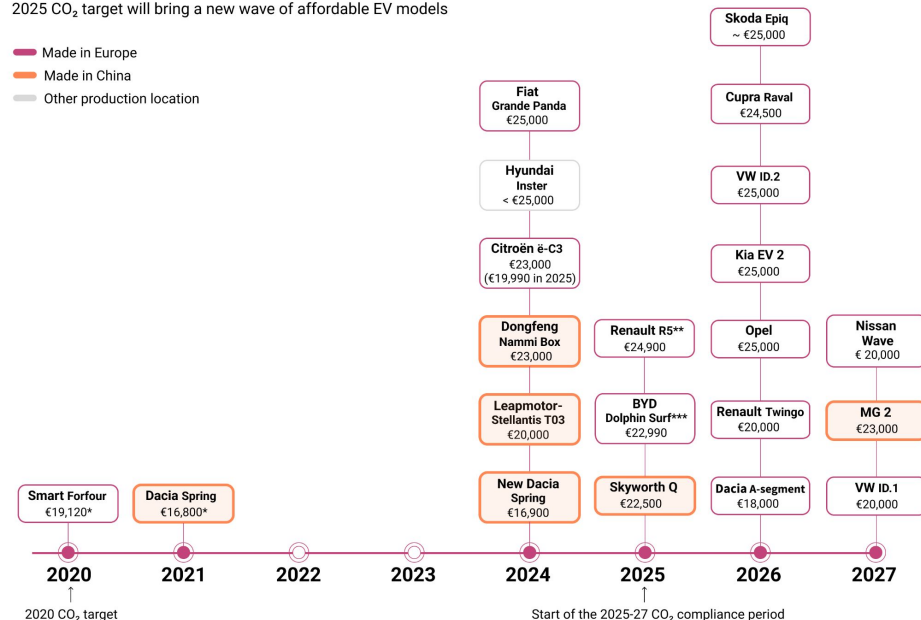 2025 CO₂ target will bring a new wave of affordable EV models
Made in Europe
Made in China
Other production location
Smart Forfour
€19,120*
Dacia Spring
€16,800*
Fiat
Grande Panda
€25,000
Hyundai
Inster
< €25,000
Citroën ë-C3
€23,000
(€19,990 in 2025)
Dongfeng
Nammi Box
€23,000
Leapmotor-
Stellantis T03
€20,000
New Dacia
Spring
€16,900
Renault R5**
€24,900
BYD
Dolphin Surf***
€22,990
Skyworth Q
€22,500
Skoda Epiq
~ €25,000
Cupra Raval
€24,500
VW ID.2
€25,000
Kia EV 2
€25,000
Opel
€25,000
Renault Twingo
€20,000
Dacia A-segment
€18,000
Nissan
Wave
€ 20,000
MG 2
€23,000
VW ID.1
€20,000
2020 2021 2022 2023 2024 2025 2026 2027
↑ ↑
2020 CO₂ target Start of the 2025-27 CO₂ compliance period